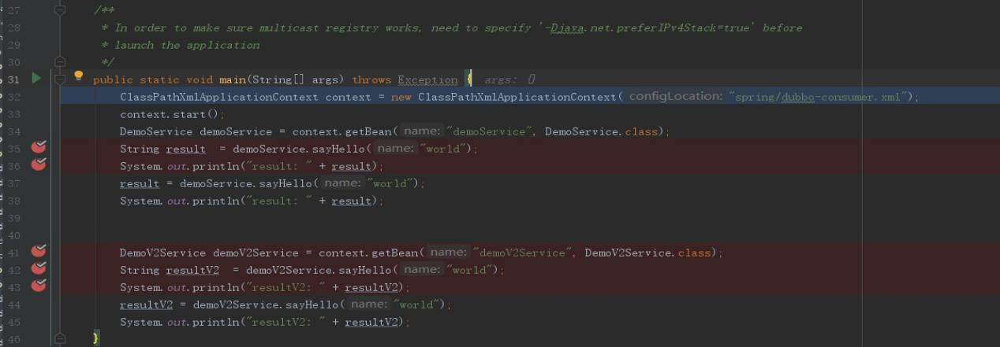 27 /**
28 * In order to make sure multicast registry works, need to specify '-Djava.net.preferIPv4Stack=true' before
29 * launch the application
30 */
31 public static void main(String[] args) throws Exception { args: {}
32 ClassPathXmlApplicationContext context = new ClassPathXmlApplicationContext( configLocation: "spring/dubbo-consumer.xml");
33 context.start();
34 DemoService demoService = context.getBean( name: "demoService", DemoService.class);
35 String result = demoService.sayHello( name: "world");
36 System.out.println("result: " + result);
37 result = demoService.sayHello( name: "world");
38 System.out.println("result: " + result);
39
40
41 DemoV2Service demoV2Service = context.getBean( name: "demoV2Service", DemoV2Service.class);
42 String resultV2 = demoV2Service.sayHello( name: "world");
43 System.out.println("resultV2: " + resultV2);
44 resultV2 = demoV2Service.sayHello( name: "world");
45 System.out.println("resultV2: " + resultV2);
46 }